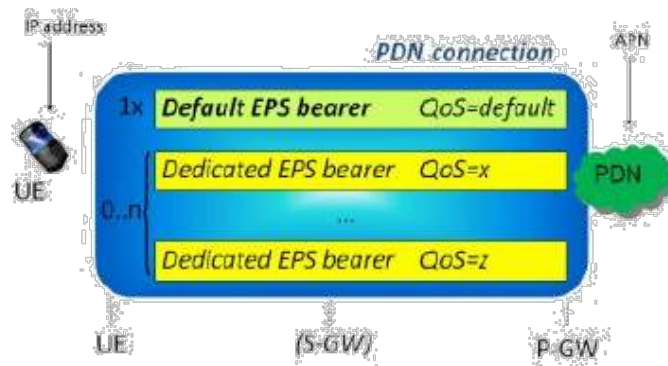 IP address
APN
PDN connection
1x Default EPS bearer QoS=default
Dedicated EPS bearer QoS=x
PDN
UE
0..n
...
Dedicated EPS bearer QoS=z
UE (S-GW) P-GW